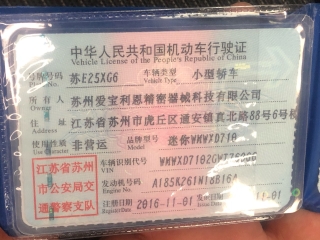 中华人民共和国机动车行驶证
Vehicle License of the People's Republic of China
号牌号码 苏E25XG6 车辆类型 小型轿车
Plate No. Vehicle Type
所有人 苏州爱宝利恩精密器械科技有限公司
Owner
住址 江苏省苏州市虎丘区通安镇真北路88号6号
Address
使用性质 非营运 品牌型号 迷你WMWXD710
Use Character Model
江苏省苏州
市公安局交
通警察支队
车辆识别代号
VIN
发动机号码 A185K261N18B16A
Engine No.
注册日期 2016-11-01
Register Date Issue Date